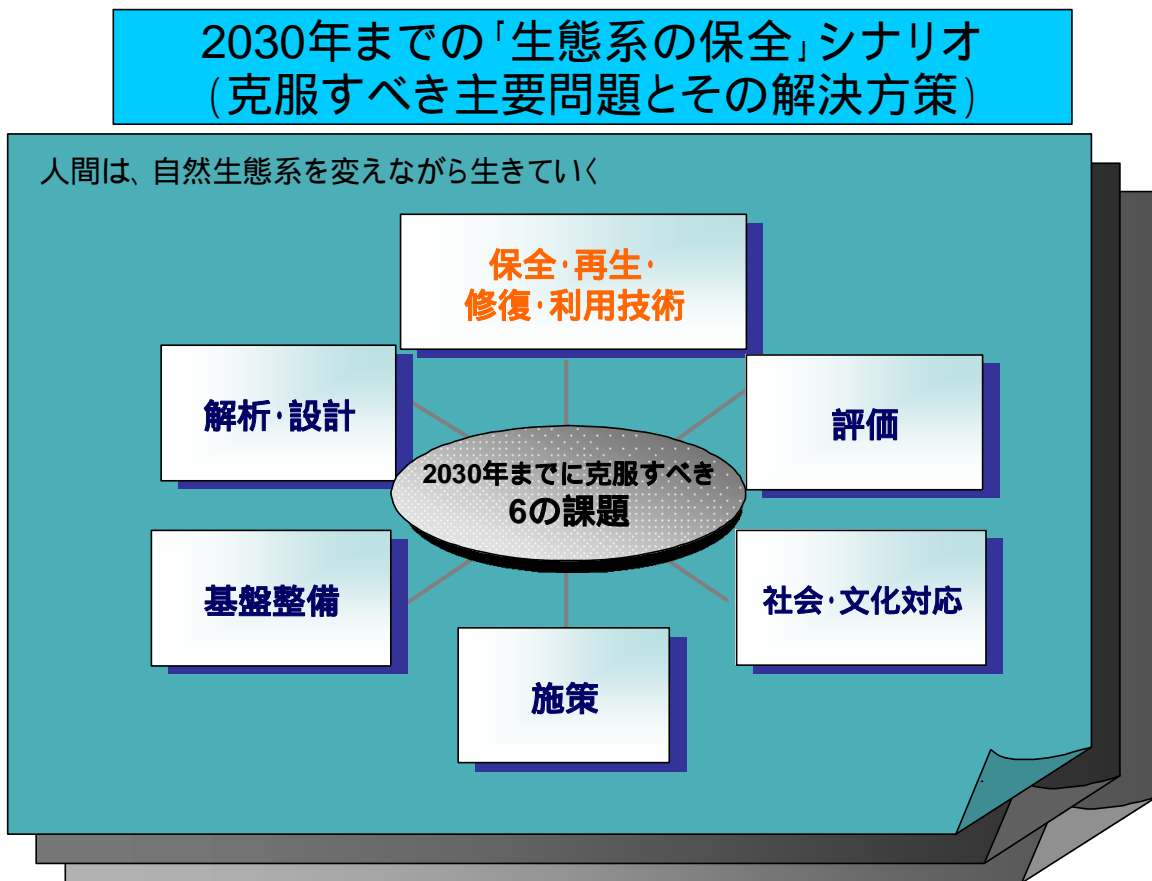 2030年までの「生態系の保全」シナリオ
(克服すべき主要問題とその解決方策)
人間は、自然生態系を変えながら生きていく
保全・再生・
修復・利用技術
解析・設計
評価
2030年までに克服すべき
6の課題
基盤整備
社会・文化対応
施策